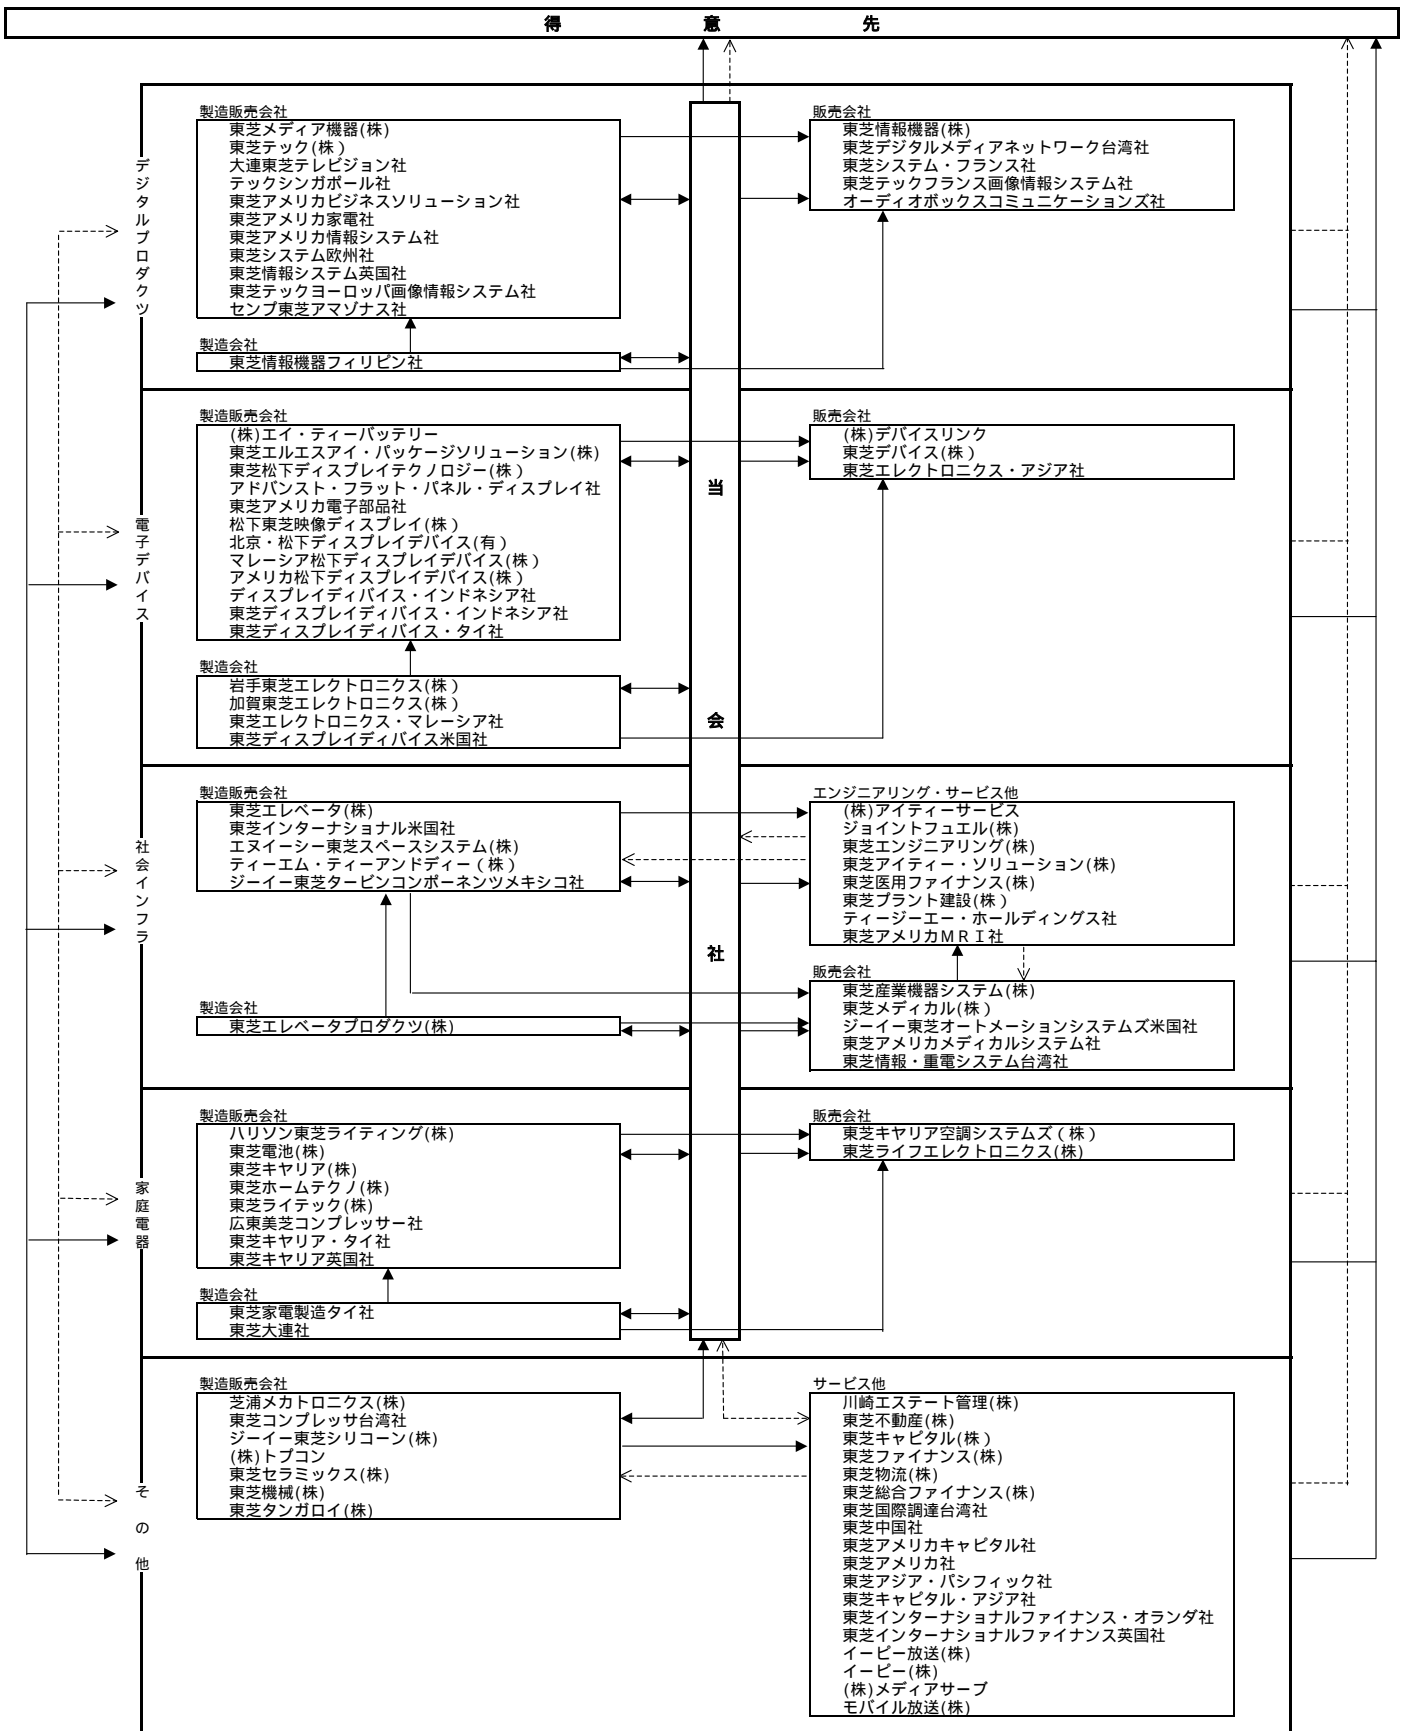 得意先
デジタルプロダクツ
製造販売会社
東芝メディア機器(株)
東芝テック(株)
大連東芝テレビジョン社
テックシンガポール社
東芝アメリカビジネスソリューション社
東芝アメリカ家電社
東芝アメリカ情報システム社
東芝システム欧州社
東芝情報システム英国社
東芝テックヨーロッパ画像情報システム社
センプ東芝アマゾナス社
製造会社
東芝情報機器フィリピン社
販売会社
東芝情報機器(株)
東芝デジタルメディアネットワーク台湾社
東芝システム・フランス社
東芝テックフランス画像情報システム社
オーディオボックスコミュニケーションズ社
当会社
電子デバイス
製造販売会社
(株)エイ・ティーバッテリー
東芝エルエスアイ・パッケージソリューション(株)
東芝松下ディスプレイテクノロジー(株)
アドバンスト・フラット・パネル・ディスプレイ社
東芝アメリカ電子部品社
松下東芝映像ディスプレイ(株)
北京・松下ディスプレイデバイス(有)
マレーシア松下ディスプレイデバイス(株)
アメリカ松下ディスプレイデバイス(株)
ディスプレイディバイス・インドネシア社
東芝ディスプレイディバイス・インドネシア社
東芝ディスプレイディバイス・タイ社
製造会社
岩手東芝エレクトロニクス(株)
加賀東芝エレクトロニクス(株)
東芝エレクトロニクス・マレーシア社
東芝ディスプレイディバイス米国社
販売会社
(株)デバイスリンク
東芝デバイス(株)
東芝エレクトロニクス・アジア社
社会インフラ
製造販売会社
東芝エレベータ(株)
東芝インターナショナル米国社
エヌイーシー東芝スペースシステム(株)
ティーエム・ティーアンドディー(株)
ジーイー東芝タービンコンポーネンツメキシコ社
製造会社
東芝エレベータプロダクツ(株)
エンジニアリング・サービス他
(株)アイティーサービス
ジョイントフュエル(株)
東芝エンジニアリング(株)
東芝アイティー・ソリューション(株)
東芝医用ファイナンス(株)
東芝プラント建設(株)
ティージーエー・ホールディングス社
東芝アメリカMRI社
販売会社
東芝産業機器システム(株)
東芝メディカル(株)
ジーイー東芝オートメーションシステムズ米国社
東芝アメリカメディカルシステム社
東芝情報・重電システム台湾社
家庭電器
製造販売会社
ハリソン東芝ライティング(株)
東芝電池(株)
東芝キヤリア(株)
東芝ホームテクノ(株)
東芝ライテック(株)
広東美芝コンプレッサー社
東芝キヤリア・タイ社
東芝キヤリア英国社
製造会社
東芝家電製造タイ社
東芝大連社
販売会社
東芝キヤリア空調システムズ(株)
東芝ライフエレクトロニクス(株)
その他
製造販売会社
芝浦メカトロニクス(株)
東芝コンプレッサ台湾社
ジーイー東芝シリコーン(株)
(株)トプコン
東芝セラミックス(株)
東芝機械(株)
東芝タンガロイ(株)
サービス他
川崎エステート管理(株)
東芝不動産(株)
東芝キャピタル(株)
東芝ファイナンス(株)
東芝物流(株)
東芝総合ファイナンス(株)
東芝国際調達台湾社
東芝中国社
東芝アメリカキャピタル社
東芝アメリカ社
東芝アジア・パシフィック社
東芝キャピタル・アジア社
東芝インターナショナルファイナンス・オランダ社
東芝インターナショナルファイナンス英国社
イーピー放送(株)
イーピー(株)
(株)メディアサーブ
モバイル放送(株)